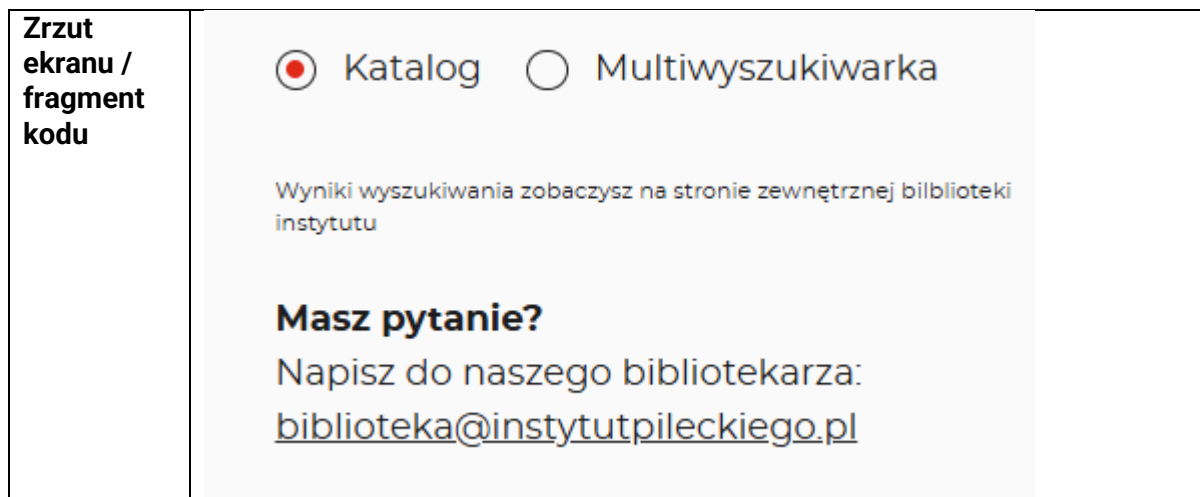 Zrzut
ekranu /
fragment
kodu
Katalog Multiwyszukiwarka
Wyniki wyszukiwania zobaczysz na stronie zewnętrznej bilblioteki
instytutu
Masz pytanie?
Napisz do naszego bibliotekarza:
biblioteka@instytutpileckiego.pl